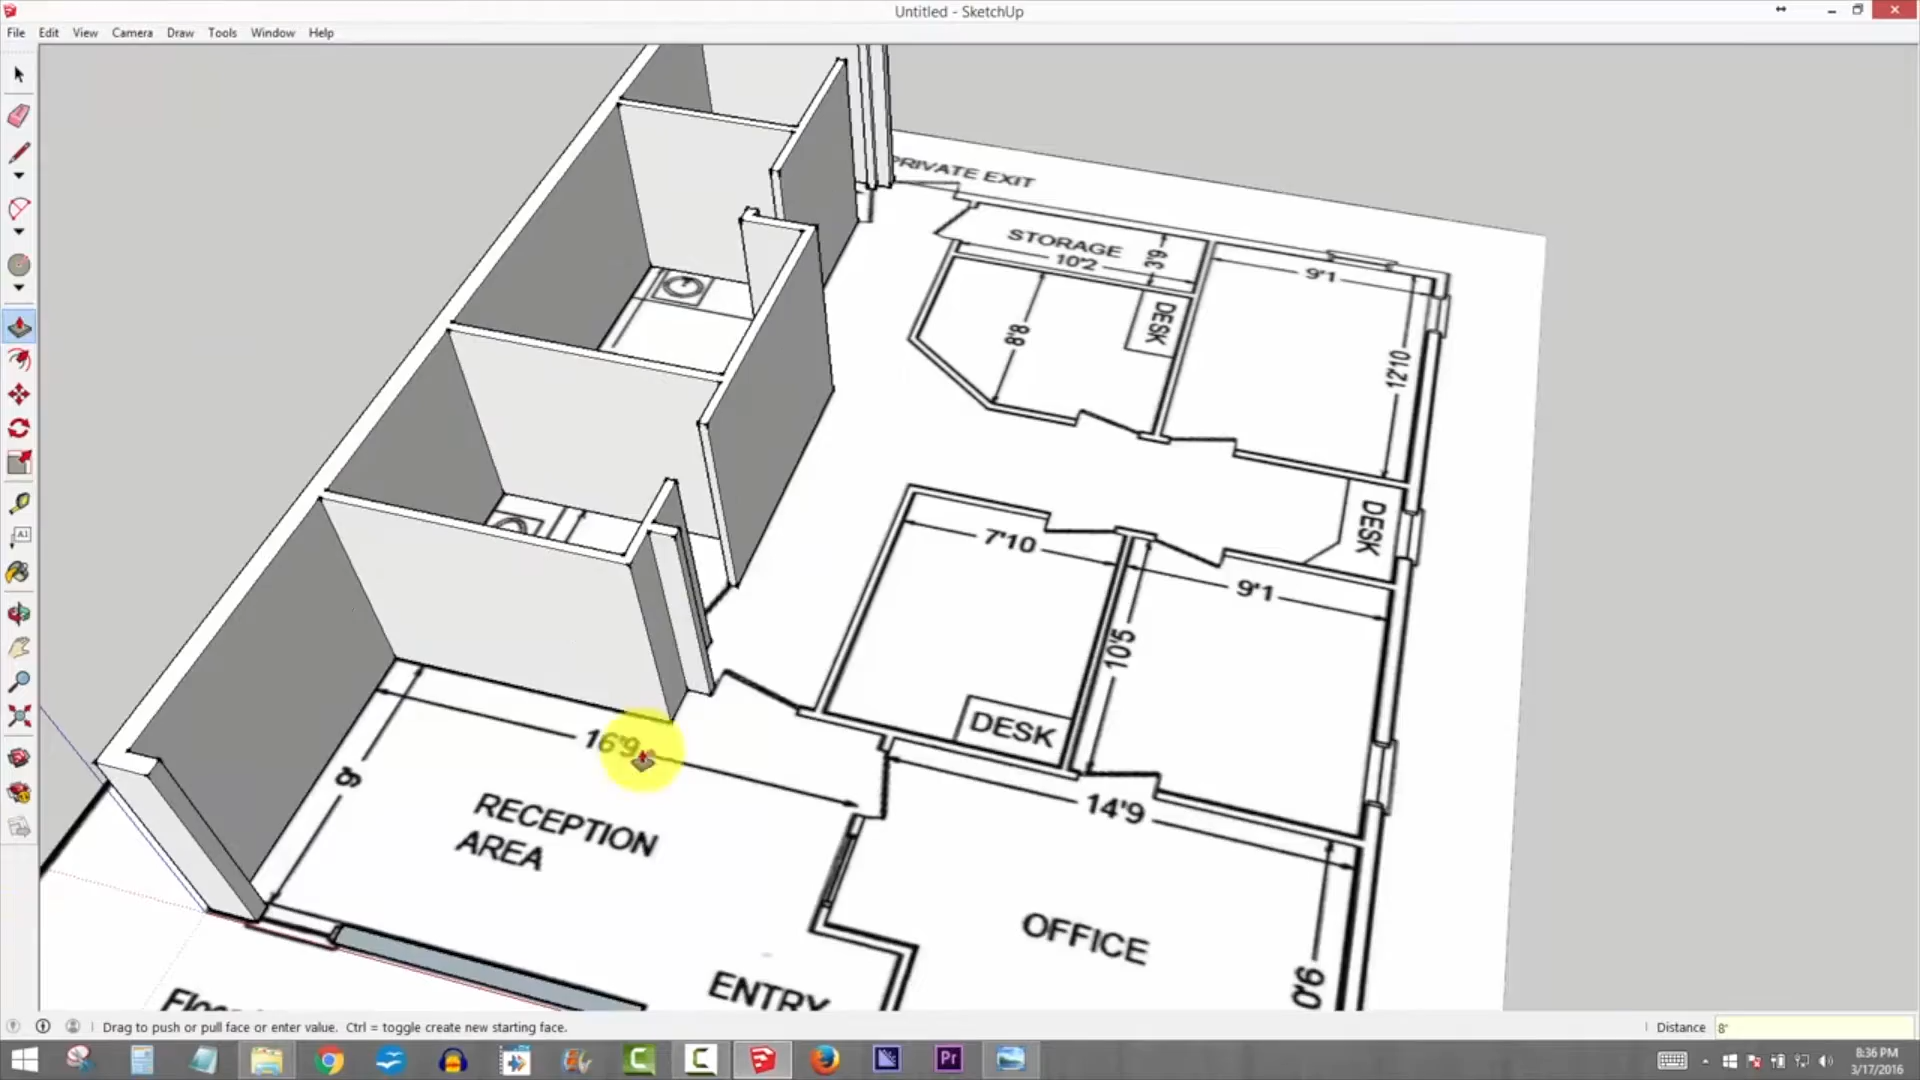 Untitled - SketchUp
File Edit View Camera Draw Tools Window Help
PRIVATE EXIT
STORAGE
10'2
3'9
9'1
DESK
8'8
12'10
DESK
7'10
9'1
10'5
DESK
16'9
14'9
8'
RECEPTION
AREA
OFFICE
9'0
ENTRY
A1
Drag to push or pull face or enter value. Ctrl = toggle create new starting face.
Distance 8'
Pr
8:36 PM
3/17/2016